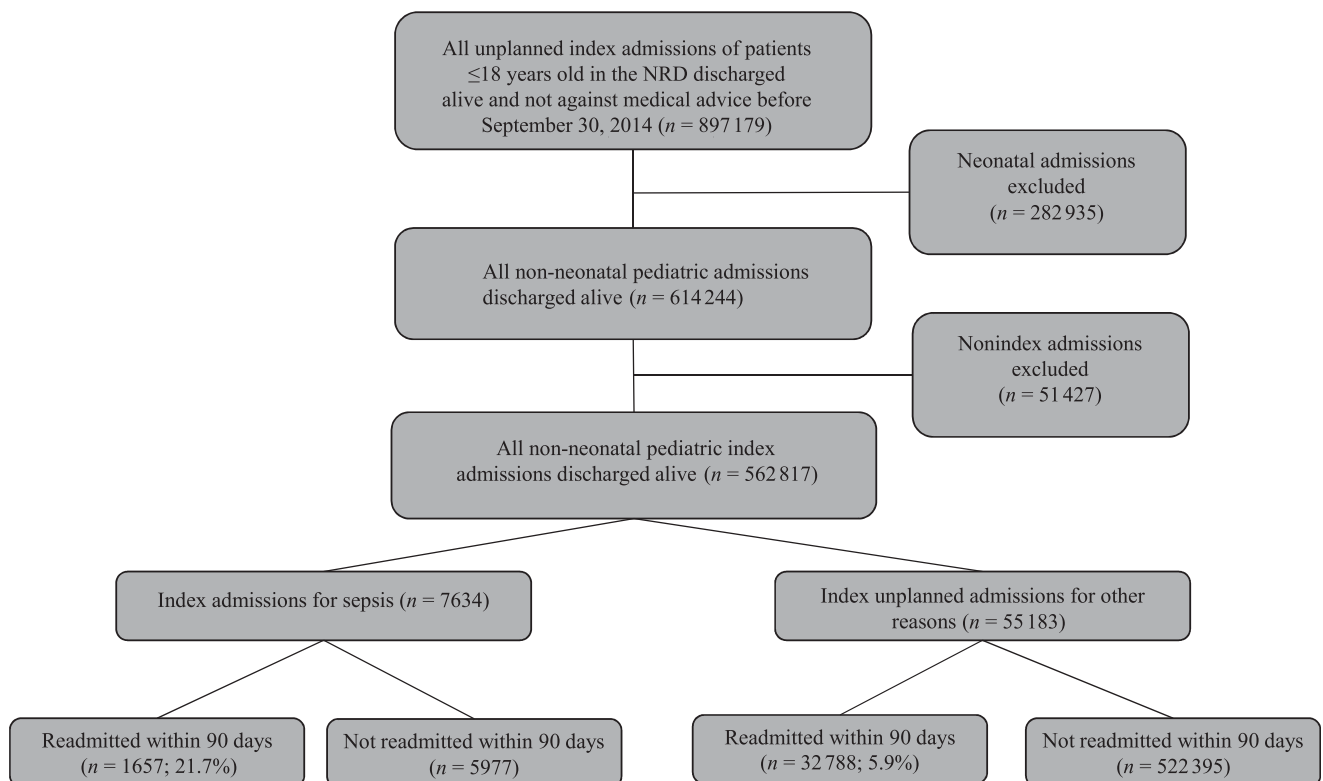 All unplanned index admissions of patients
≤18 years old in the NRD discharged
alive and not against medical advice before
September 30, 2014 (n = 897 179)
Neonatal admissions
excluded
(n = 282 935)
All non-neonatal pediatric admissions
discharged alive (n = 614 244)
Nonindex admissions
excluded
(n = 51 427)
All non-neonatal pediatric index
admissions discharged alive (n = 562 817)
Index admissions for sepsis (n = 7634)
Index unplanned admissions for other
reasons (n = 55 183)
Readmitted within 90 days
(n = 1657; 21.7%)
Not readmitted within 90 days
(n = 5977)
Readmitted within 90 days
(n = 32 788; 5.9%)
Not readmitted within 90 days
(n = 522 395)